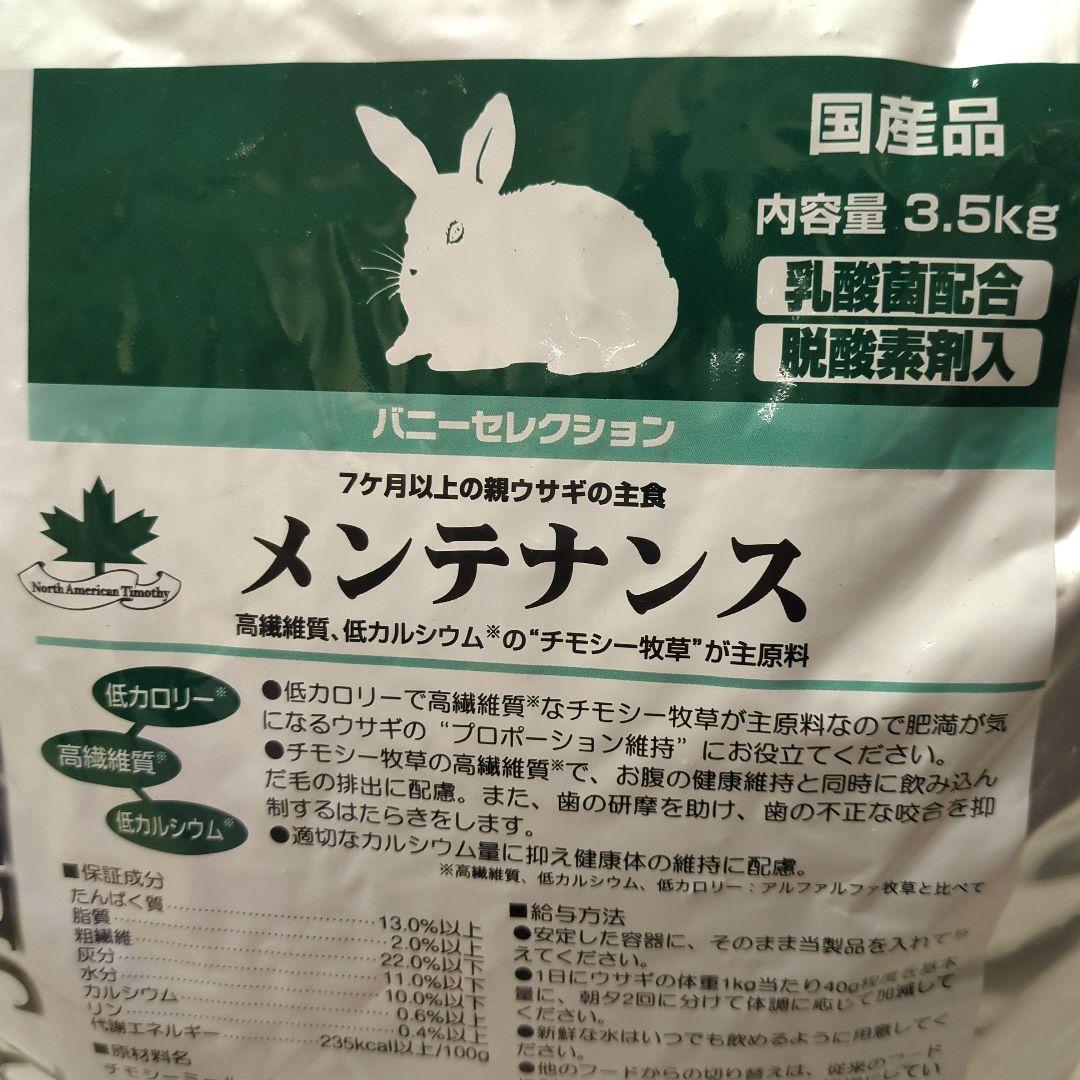 国産品
内容量 3.5kg
乳酸菌配合
脱酸素剤入
バニーセレクション
7ヶ月以上の親ウサギの主食
メンテナンス
North American Timothy
高繊維質、低カルシウム※の“チモシー牧草”が主原料
低カロリー※
高繊維質※
低カルシウム※
●低カロリーで高繊維質※なチモシー牧草が主原料なので肥満が気
になるウサギの“プロポーション維持”にお役立てください。
●チモシー牧草の高繊維質※で、お腹の健康維持と同時に飲み込ん
だ毛の排出に配慮。また、歯の研摩を助け、歯の不正な咬合を抑
制するはたらきをします。
●適切なカルシウム量に抑え健康体の維持に配慮。
※高繊維質、低カルシウム、低カロリー：アルファルファ牧草と比べて
■保証成分
たんぱく質 13.0%以上
脂質 2.0%以上
粗繊維 22.0%以下
灰分 11.0%以下
水分 10.0%以下
カルシウム 0.6%以上
リン 0.4%以上
代謝エネルギー 235kcal以上/100g
■原材料名
チモシーミール
■給与方法
●安定した容器に、そのまま当製品を入れて与
えてください。
●1日にウサギの体重1kg当たり40g程度を基本
量に、朝夕2回に分けて体調に応じて加減して
ください。
●新鮮な水はいつでも飲めるように用意してく
ださい。
●他のフードからの切り替えは、従来のフード